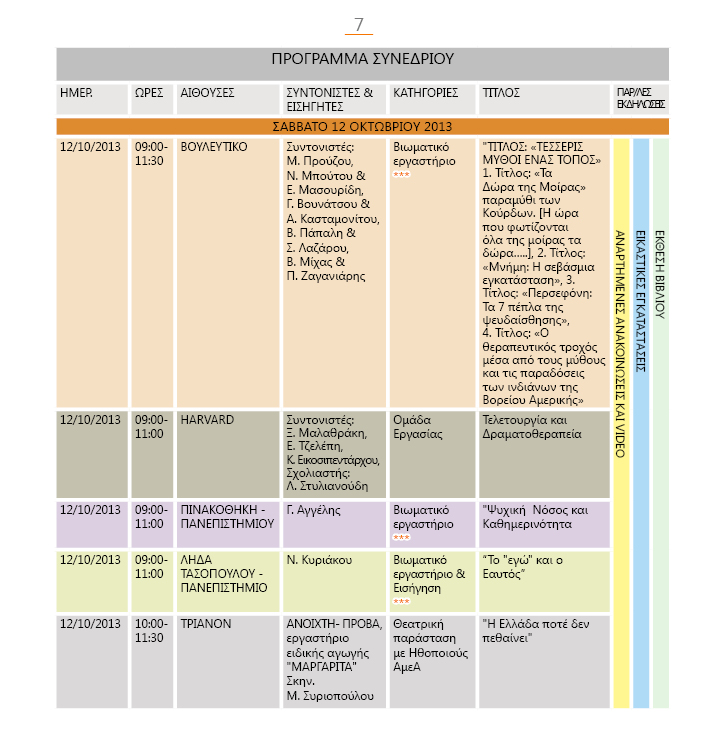 7
ΠΡΟΓΡΑΜΜΑ ΣΥΝΕΔΡΙΟΥ
ΗΜΕΡ.
ΩΡΕΣ
ΑΙΘΟΥΣΕΣ
ΣΥΝΤΟΝΙΣΤΕΣ &
ΕΙΣΗΓΗΤΕΣ
ΚΑΤΗΓΟΡΙΕΣ
ΤΙΤΛΟΣ
ΠΑΡ/ΛΕΣ
ΕΚΔΗΛΩΣΕΙΣ
ΣΑΒΒΑΤΟ 12 ΟΚΤΩΒΡΙΟΥ 2013
12/10/2013
09:00-
11:30
ΒΟΥΛΕΥΤΙΚΟ
Συντονιστές:
Μ. Προύζου,
Ν. Μπούτου &
Ε. Μασουρίδη,
Γ. Βουνάτσου &
Α. Κασταμονίτου,
Β. Πάπαλη &
Σ. Λαζάρου,
Β. Μίχας &
Π. Ζαγανιάρης
Βιωματικό
εργαστήριο
***
"ΤΙΤΛΟΣ: «ΤΕΣΣΕΡΙΣ
ΜΥΘΟΙ ΕΝΑΣ ΤΟΠΟΣ»
1. Τίτλος: «Τα
Δώρα της Μοίρας»
παραμύθι των
Κούρδων. [Η ώρα
που φωτίζονται
όλα της μοίρας τα
δώρα.....], 2. Τίτλος:
«Μνήμη: Η σεβάσμια
εγκατάσταση», 3.
Τίτλος: «Περσεφόνη:
Τα 7 πέπλα της
ψευδαίσθησης»,
4. Τίτλος: «Ο
θεραπευτικός τροχός
μέσα από τους μύθους
και τις παραδόσεις
των ινδιάνων της
Βορείου Αμερικής»
12/10/2013
09:00-
11:00
HARVARD
Συντονιστές:
Ξ. Μαλαθράκη,
Ε. Τζελέπη,
Κ. Εικοσιπεντάρχου,
Σχολιαστής:
Λ. Στυλιανούδη
Ομάδα
Εργασίας
Τελετουργία και
Δραματοθεραπεία
12/10/2013
09:00-
11:00
ΠΙΝΑΚΟΘΗΚΗ -
ΠΑΝΕΠΙΣΤΗΜΙΟΥ
Γ. Αγγέλης
Βιωματικό
εργαστήριο
***
"Ψυχική Νόσος και
Καθημερινότητα
12/10/2013
09:00-
11:00
ΛΗΔΑ
ΤΑΣΟΠΟΥΛΟΥ -
ΠΑΝΕΠΙΣΤΗΜΙΟ
Ν. Κυριάκου
Βιωματικό
εργαστήριο &
Εισήγηση
***
“Το "εγώ" και ο
Εαυτός”
12/10/2013
10:00-
11:30
ΤΡΙΑΝΟΝ
ΑΝΟΙΧΤΗ- ΠΡΟΒΑ,
εργαστήριο
ειδικής αγωγής
"ΜΑΡΓΑΡΙΤΑ"
Σκην.
Μ. Συριοπούλου
Θεατρική
παράσταση
με Ηθοποιούς
ΑμεΑ
"Η Ελλάδα ποτέ δεν
πεθαίνει"
ΑΝΑΡΤΗΜΕΝΕΣ ΑΝΑΚΟΙΝΩΣΕΙΣ ΚΑΙ VIDEO
ΕΙΚΑΣΤΙΚΕΣ ΕΓΚΑΤΑΣΤΑΣΕΙΣ
ΕΚΘΕΣΗ ΒΙΒΛΙΟΥ